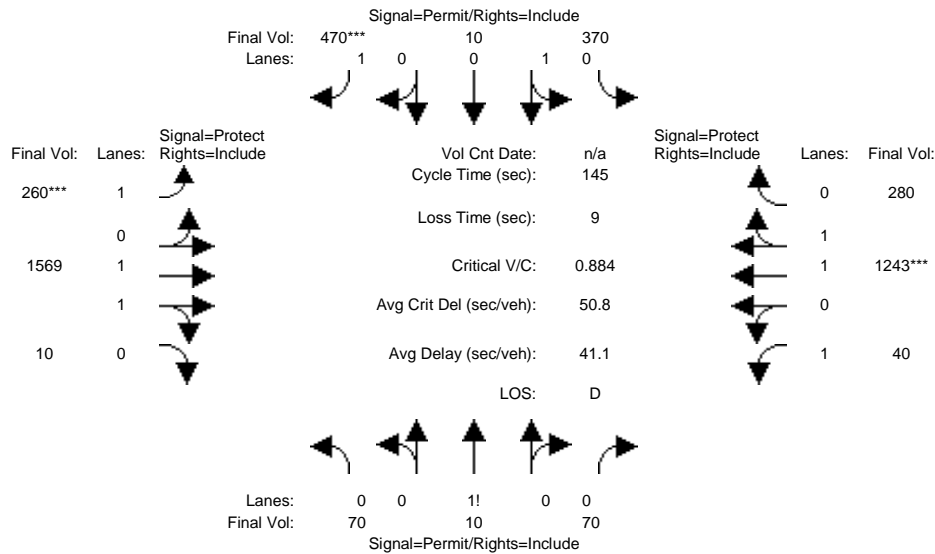 Signal=Permit/Rights=Include
Final Vol: 470*** 10 370
Lanes: 1 0 0 1 0
Signal=Protect
Final Vol: Lanes: Rights=Include
Vol Cnt Date: n/a
Signal=Protect
Rights=Include Lanes: Final Vol:
Cycle Time (sec): 145
260*** 1
0 280
Loss Time (sec): 9
0
1
1569 1
Critical V/C: 0.884
1 1243***
1
Avg Crit Del (sec/veh): 50.8
0
10 0
Avg Delay (sec/veh): 41.1
1 40
LOS: D
Lanes: 0 0 1! 0 0
Final Vol: 70 10 70
Signal=Permit/Rights=Include